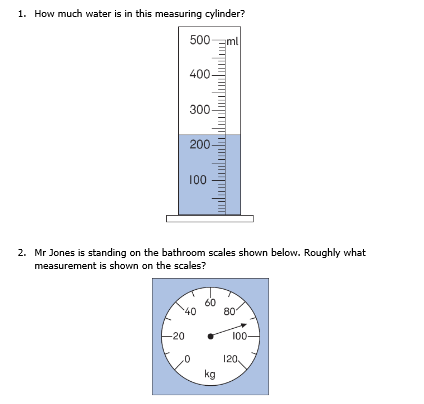 1. How much water is in this measuring cylinder?
500 ml
400
300
200
100
2. Mr Jones is standing on the bathroom scales shown below. Roughly what
measurement is shown on the scales?
60
40 80
20 100
0 120
kg